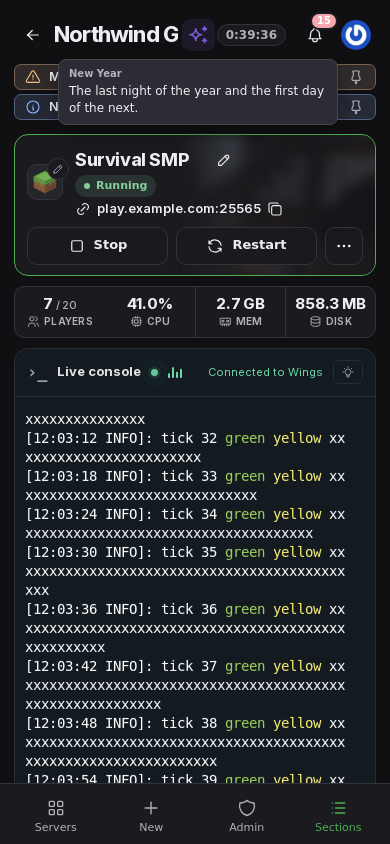 Northwind G
0:39:36
15
New Year
The last night of the year and the first day
of the next.
Survival SMP
Running
play.example.com:25565
Stop
Restart
7 / 20
PLAYERS
41.0%
CPU
2.7 GB
MEM
858.3 MB
DISK
Live console
Connected to Wings
xxxxxxxxxxxxxxx
[12:03:12 INFO]: tick 32 green yellow xx
xxxxxxxxxxxxxxxxxxxxxx
[12:03:18 INFO]: tick 33 green yellow xx
xxxxxxxxxxxxxxxxxxxxxxxxxxxxx
[12:03:24 INFO]: tick 34 green yellow xx
xxxxxxxxxxxxxxxxxxxxxxxxxxxxxxxxxxxx
[12:03:30 INFO]: tick 35 green yellow xx
xxxxxxxxxxxxxxxxxxxxxxxxxxxxxxxxxxxxxxxx
xxx
[12:03:36 INFO]: tick 36 green yellow xx
xxxxxxxxxxxxxxxxxxxxxxxxxxxxxxxxxxxxxxxx
xxxxxxxxxx
[12:03:42 INFO]: tick 37 green yellow xx
xxxxxxxxxxxxxxxxxxxxxxxxxxxxxxxxxxxxxxxx
xxxxxxxxxxxxxxxxx
[12:03:48 INFO]: tick 38 green yellow xx
xxxxxxxxxxxxxxxxxxxxxxxxxxxxxxxxxxxxxxxx
xxxxxxxxxxxxxxxxxxxxxxxx
[12:03:54 INFO]: tick 39 green yellow xx
Servers
New
Admin
Sections